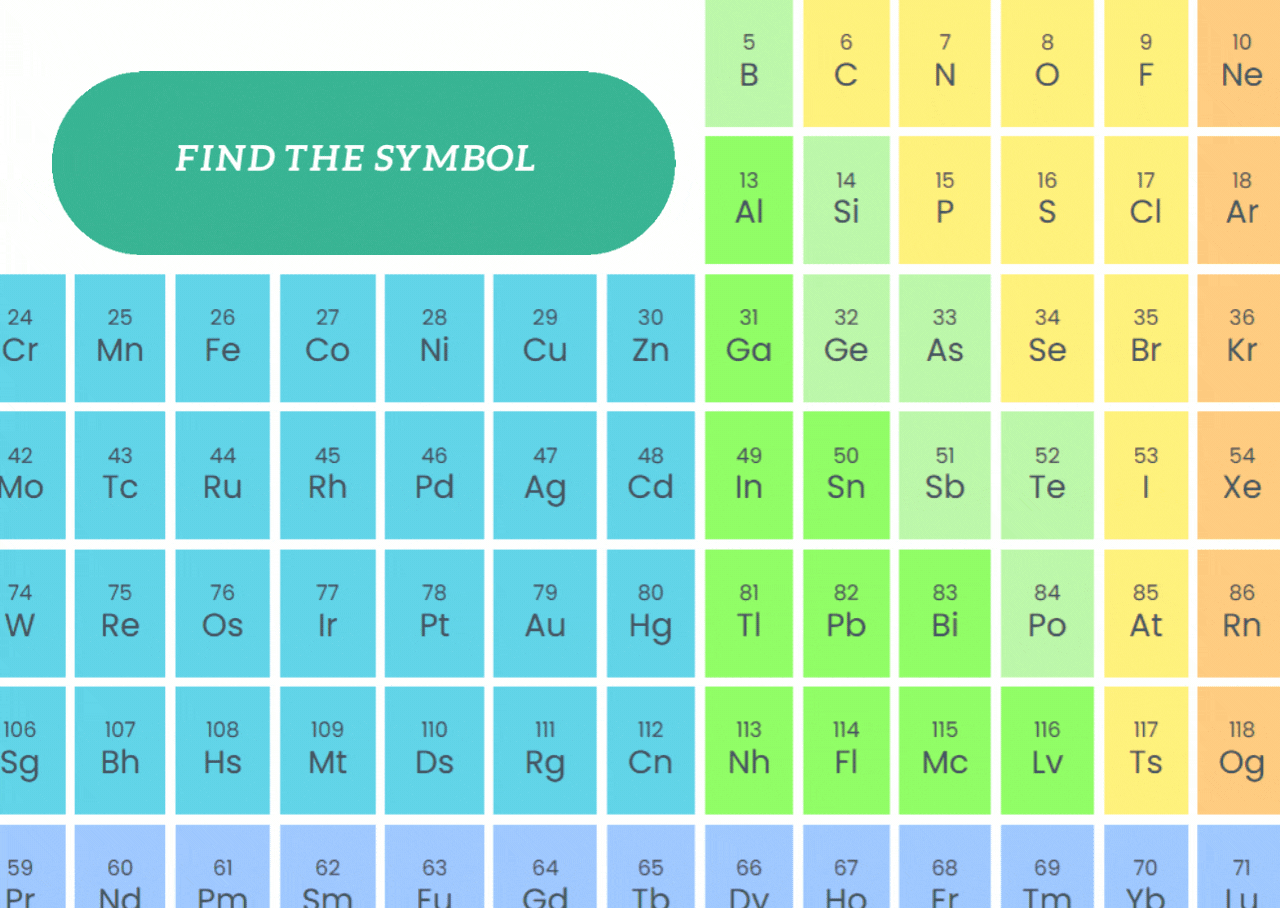 5 6 7 8 9 10
B C N O F Ne
FIND THE SYMBOL
13 14 15 16 17 18
Al Si P S Cl Ar
24 25 26 27 28 29 30 31 32 33 34 35 36
Cr Mn Fe Co Ni Cu Zn Ga Ge As Se Br Kr
42 43 44 45 46 47 48 49 50 51 52 53 54
Mo Tc Ru Rh Pd Ag Cd In Sn Sb Te I Xe
74 75 76 77 78 79 80 81 82 83 84 85 86
W Re Os Ir Pt Au Hg Tl Pb Bi Po At Rn
106 107 108 109 110 111 112 113 114 115 116 117 118
Sg Bh Hs Mt Ds Rg Cn Nh Fl Mc Lv Ts Og
59 60 61 62 63 64 65 66 67 68 69 70 71
Pr Nd Pm Sm Eu Gd Tb Dy Ho Er Tm Yb Lu